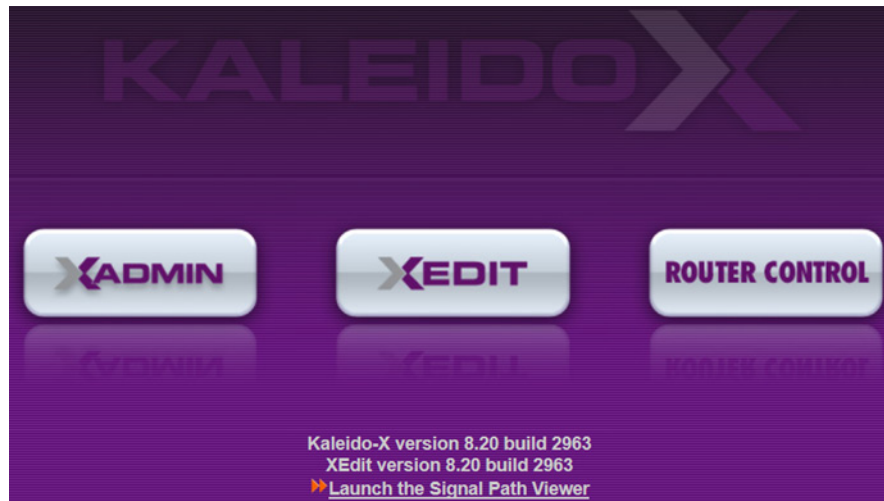 KALEIDOX
XADMIN
XEDIT
ROUTER CONTROL
Kaleido-X version 8.20 build 2963
XEdit version 8.20 build 2963
Launch the Signal Path Viewer